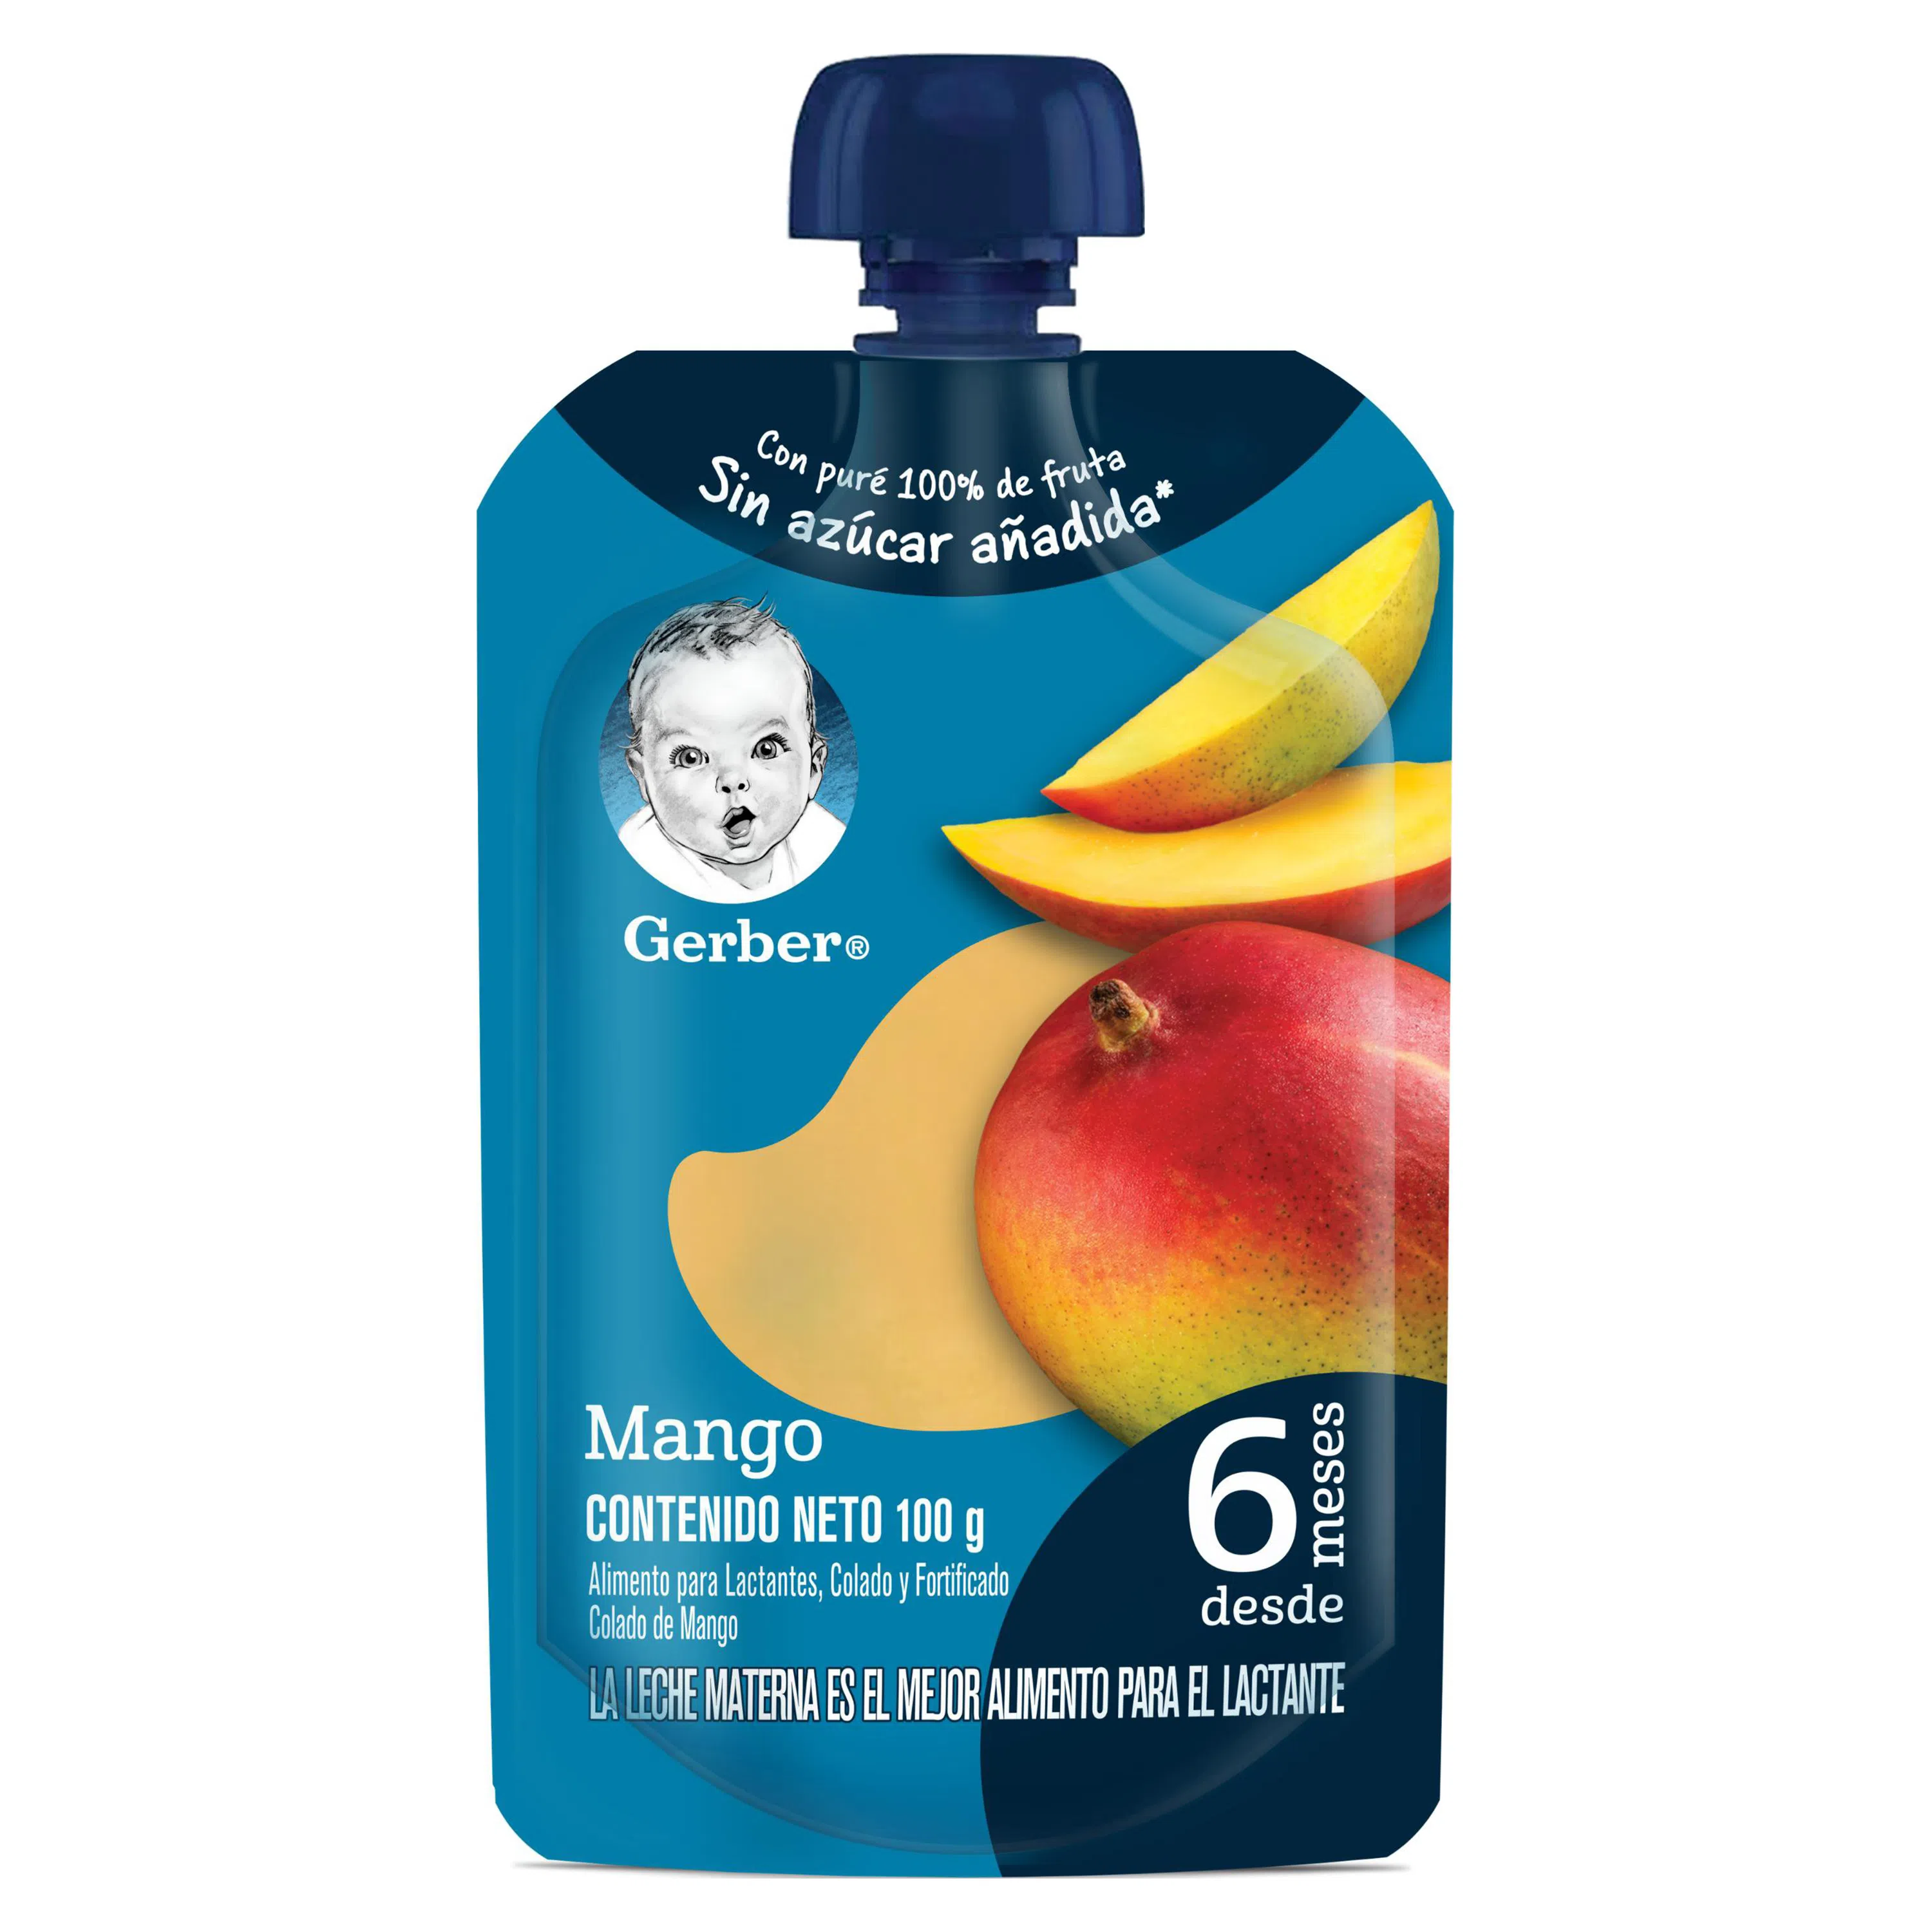 Con puré 100% de fruta
Sin azúcar añadida*
Gerber®
Mango
CONTENIDO NETO 100 g
Alimento para Lactantes, Colado y Fortificado
Colado de Mango
6 meses
desde
LA LECHE MATERNA ES EL MEJOR ALIMENTO PARA EL LACTANTE